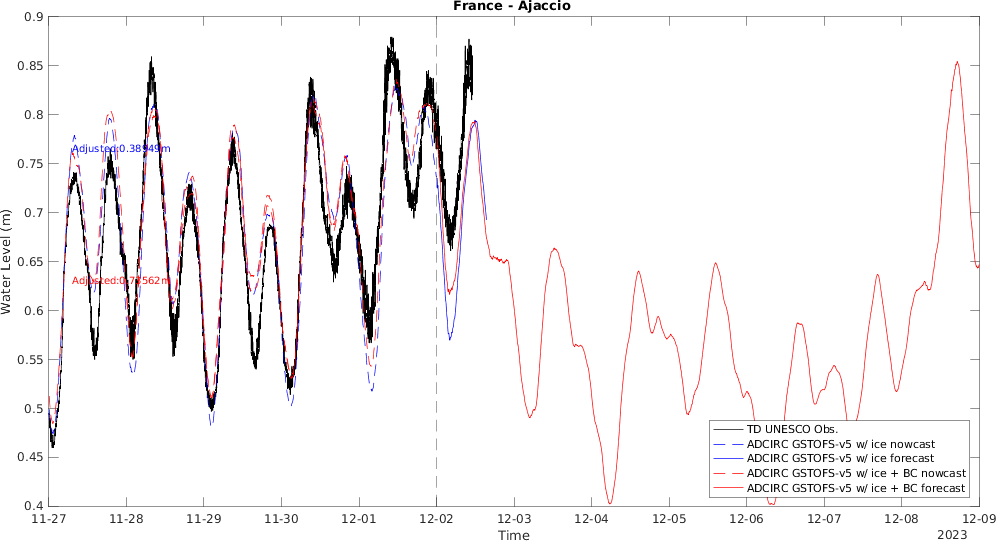 France - Ajaccio
0.9
0.85
0.8
0.75
0.7
0.65
0.6
0.55
0.5
0.45
0.4
Water Level (m)
Adjusted:0.38949m
TD UNESCO Obs.
ADCIRC GSTOFS-v5 w/ ice nowcast
ADCIRC GSTOFS-v5 w/ ice forecast
ADCIRC GSTOFS-v5 w/ ice + BC nowcast
ADCIRC GSTOFS-v5 w/ ice + BC forecast
11-27
11-28
11-29
11-30
12-01
12-02
12-03
12-04
12-05
12-06
12-07
12-08
12-09
Time
2023